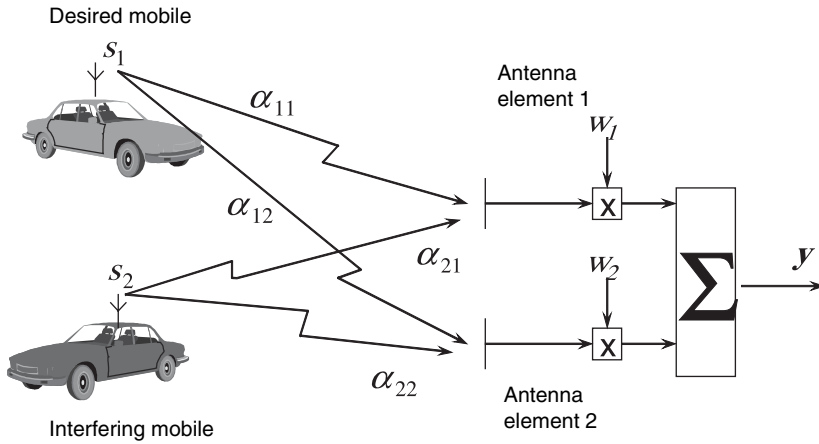 Desired mobile
s1
α11
Antenna
element 1
w1
x
α12
α21
s2
w2
Σ
y
x
α22
Antenna
element 2
Interfering mobile